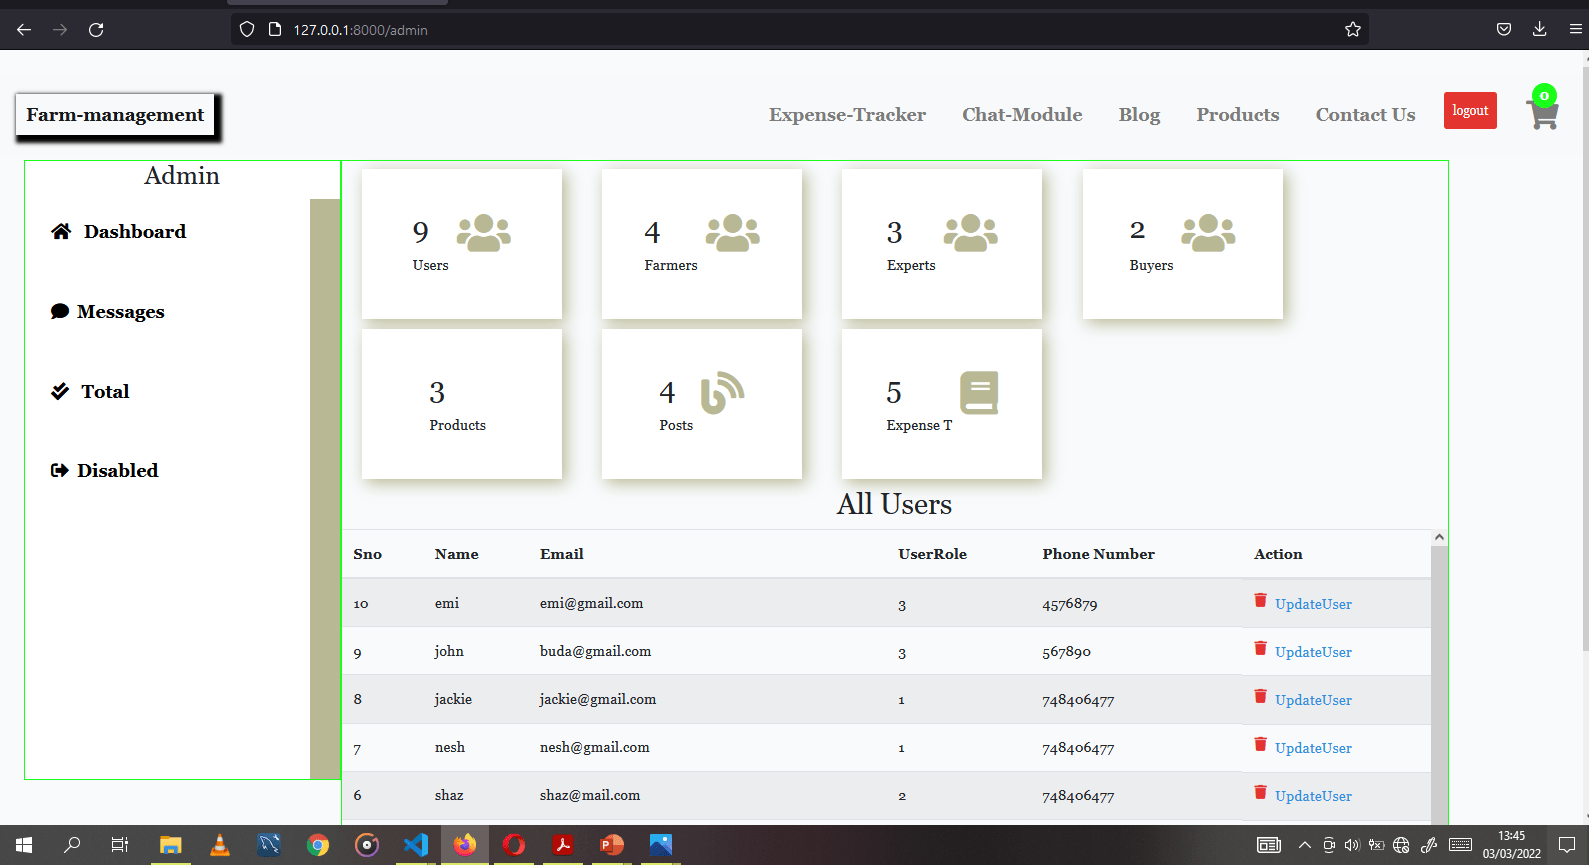 127.0.0.1:8000/admin
Farm-management
Expense-Tracker Chat-Module Blog Products Contact Us logout 0
Admin
Dashboard
Messages
Total
Disabled
9
Users
4
Farmers
3
Experts
2
Buyers
3
Products
4
Posts
5
Expense T
All Users
Sno Name Email UserRole Phone Number Action
10 emi emi@gmail.com 3 4576879 UpdateUser
9 john buda@gmail.com 3 567890 UpdateUser
8 jackie jackie@gmail.com 1 748406477 UpdateUser
7 nesh nesh@gmail.com 1 748406477 UpdateUser
6 shaz shaz@mail.com 2 748406477 UpdateUser
13:45
03/03/2022